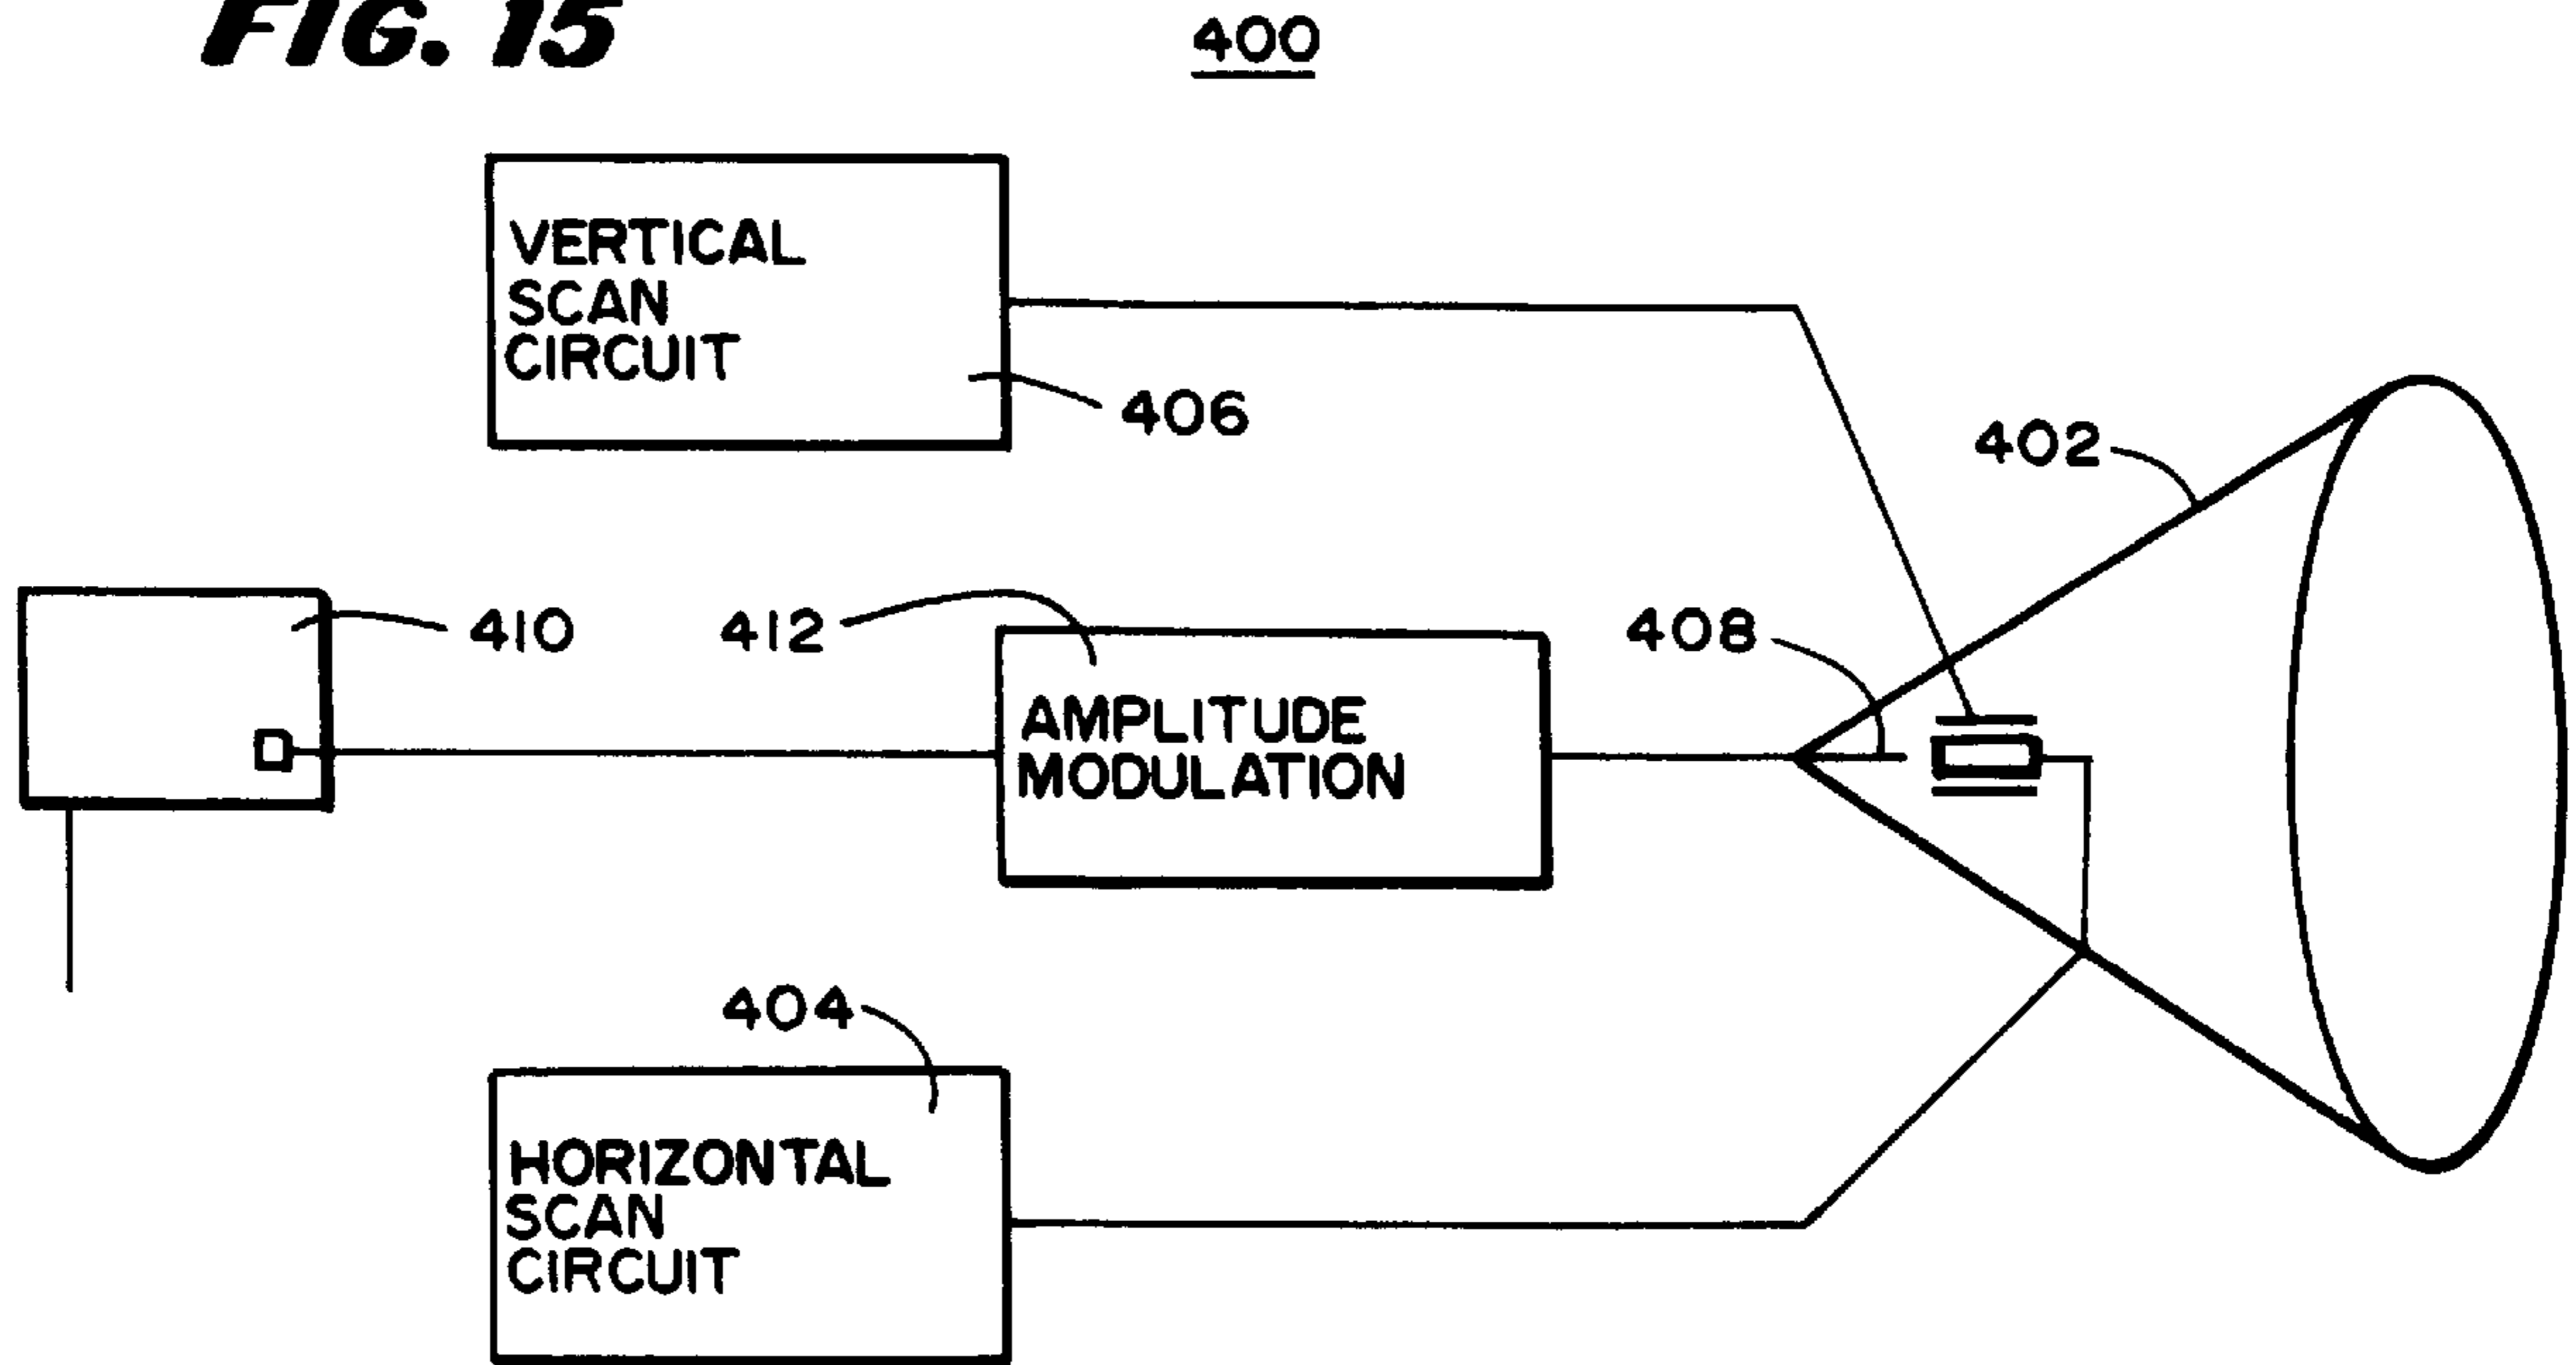 FIG. 15
400
VERTICAL
SCAN
CIRCUIT
406
402
410
412
408
AMPLITUDE
MODULATION
404
HORIZONTAL
SCAN
CIRCUIT